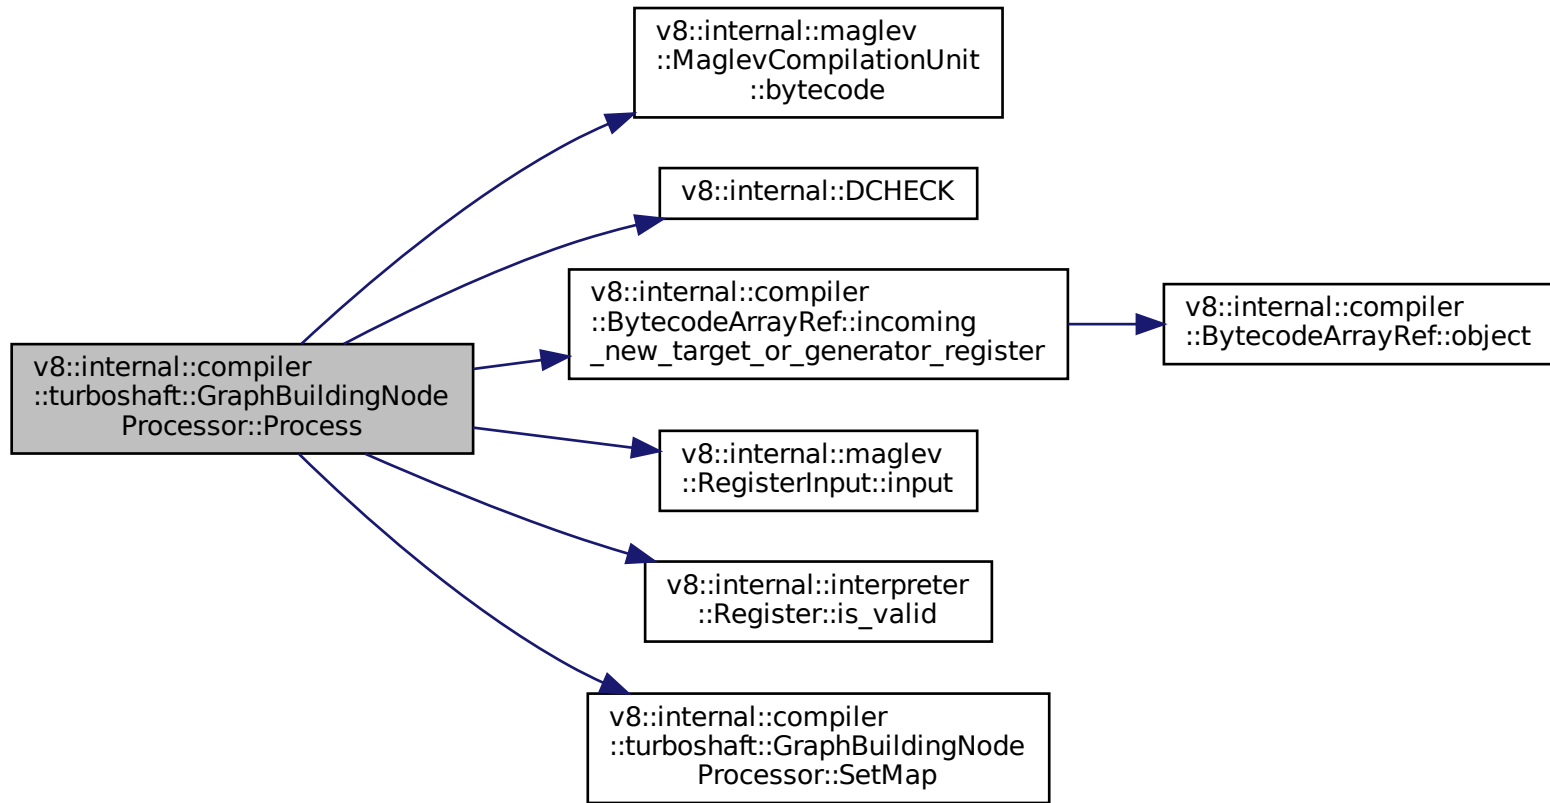 v8::internal::maglev
::MaglevCompilationUnit
::bytecode
v8::internal::DCHECK
v8::internal::compiler
::BytecodeArrayRef::incoming
_new_target_or_generator_register
v8::internal::compiler
::BytecodeArrayRef::object
v8::internal::compiler
::turboshaft::GraphBuildingNode
Processor::Process
v8::internal::maglev
::RegisterInput::input
v8::internal::interpreter
::Register::is_valid
v8::internal::compiler
::turboshaft::GraphBuildingNode
Processor::SetMap